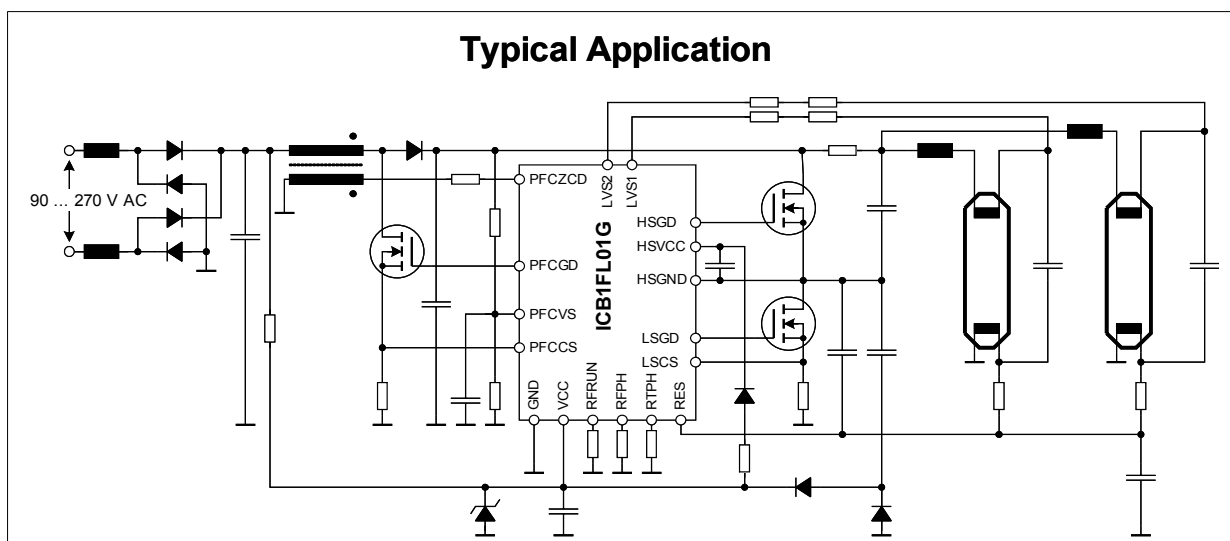 Typical Application
90 ... 270 V AC
LVS2
LVS1
PFCZCD
HSGD
HSVCC
PFCGD
HSGND
ICB1FL01G
PFCVS
LSGD
PFCCS
LSCS
GND
VCC
RFRUN
RFPH
RTPH
RES